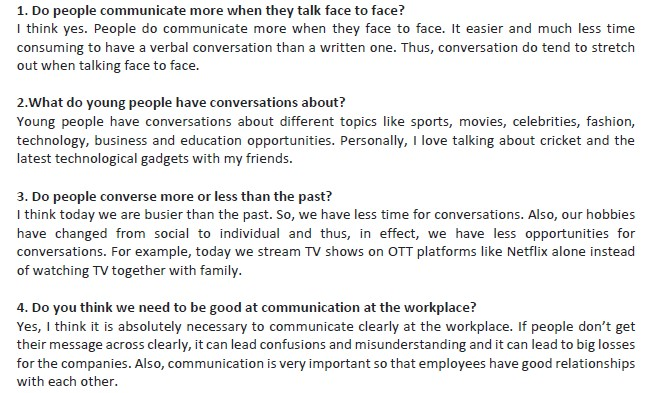 1. Do people communicate more when they talk face to face?
I think yes. People do communicate more when they face to face. It easier and much less time
consuming to have a verbal conversation than a written one. Thus, conversation do tend to stretch
out when talking face to face.
2.What do young people have conversations about?
Young people have conversations about different topics like sports, movies, celebrities, fashion,
technology, business and education opportunities. Personally, I love talking about cricket and the
latest technological gadgets with my friends.
3. Do people converse more or less than the past?
I think today we are busier than the past. So, we have less time for conversations. Also, our hobbies
have changed from social to individual and thus, in effect, we have less opportunities for
conversations. For example, today we stream TV shows on OTT platforms like Netflix alone instead
of watching TV together with family.
4. Do you think we need to be good at communication at the workplace?
Yes, I think it is absolutely necessary to communicate clearly at the workplace. If people don’t get
their message across clearly, it can lead confusions and misunderstanding and it can lead to big losses
for the companies. Also, communication is very important so that employees have good relationships
with each other.